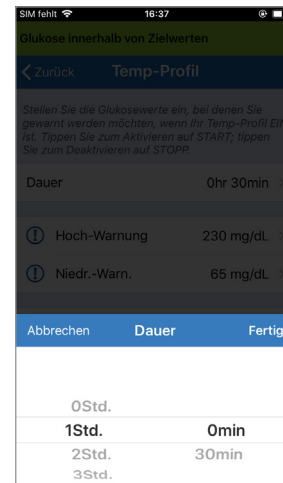 SIM fehlt 16:37
Glukose innerhalb von Zielwerten
Zurück Temp-Profil
Stellen Sie die Glukosewerte ein, bei denen Sie
gewarnt werden möchten, wenn Ihr Temp-Profil EIN
ist. Tippen Sie zum Aktivieren auf START; tippen
Sie zum Deaktivieren auf STOPP.
Dauer 0hr 30min
Hoch-Warnung 230 mg/dL
Niedr.-Warn. 65 mg/dL
Abbrechen Dauer Fertig
0Std.
1Std. 0min
2Std. 30min
3Std.